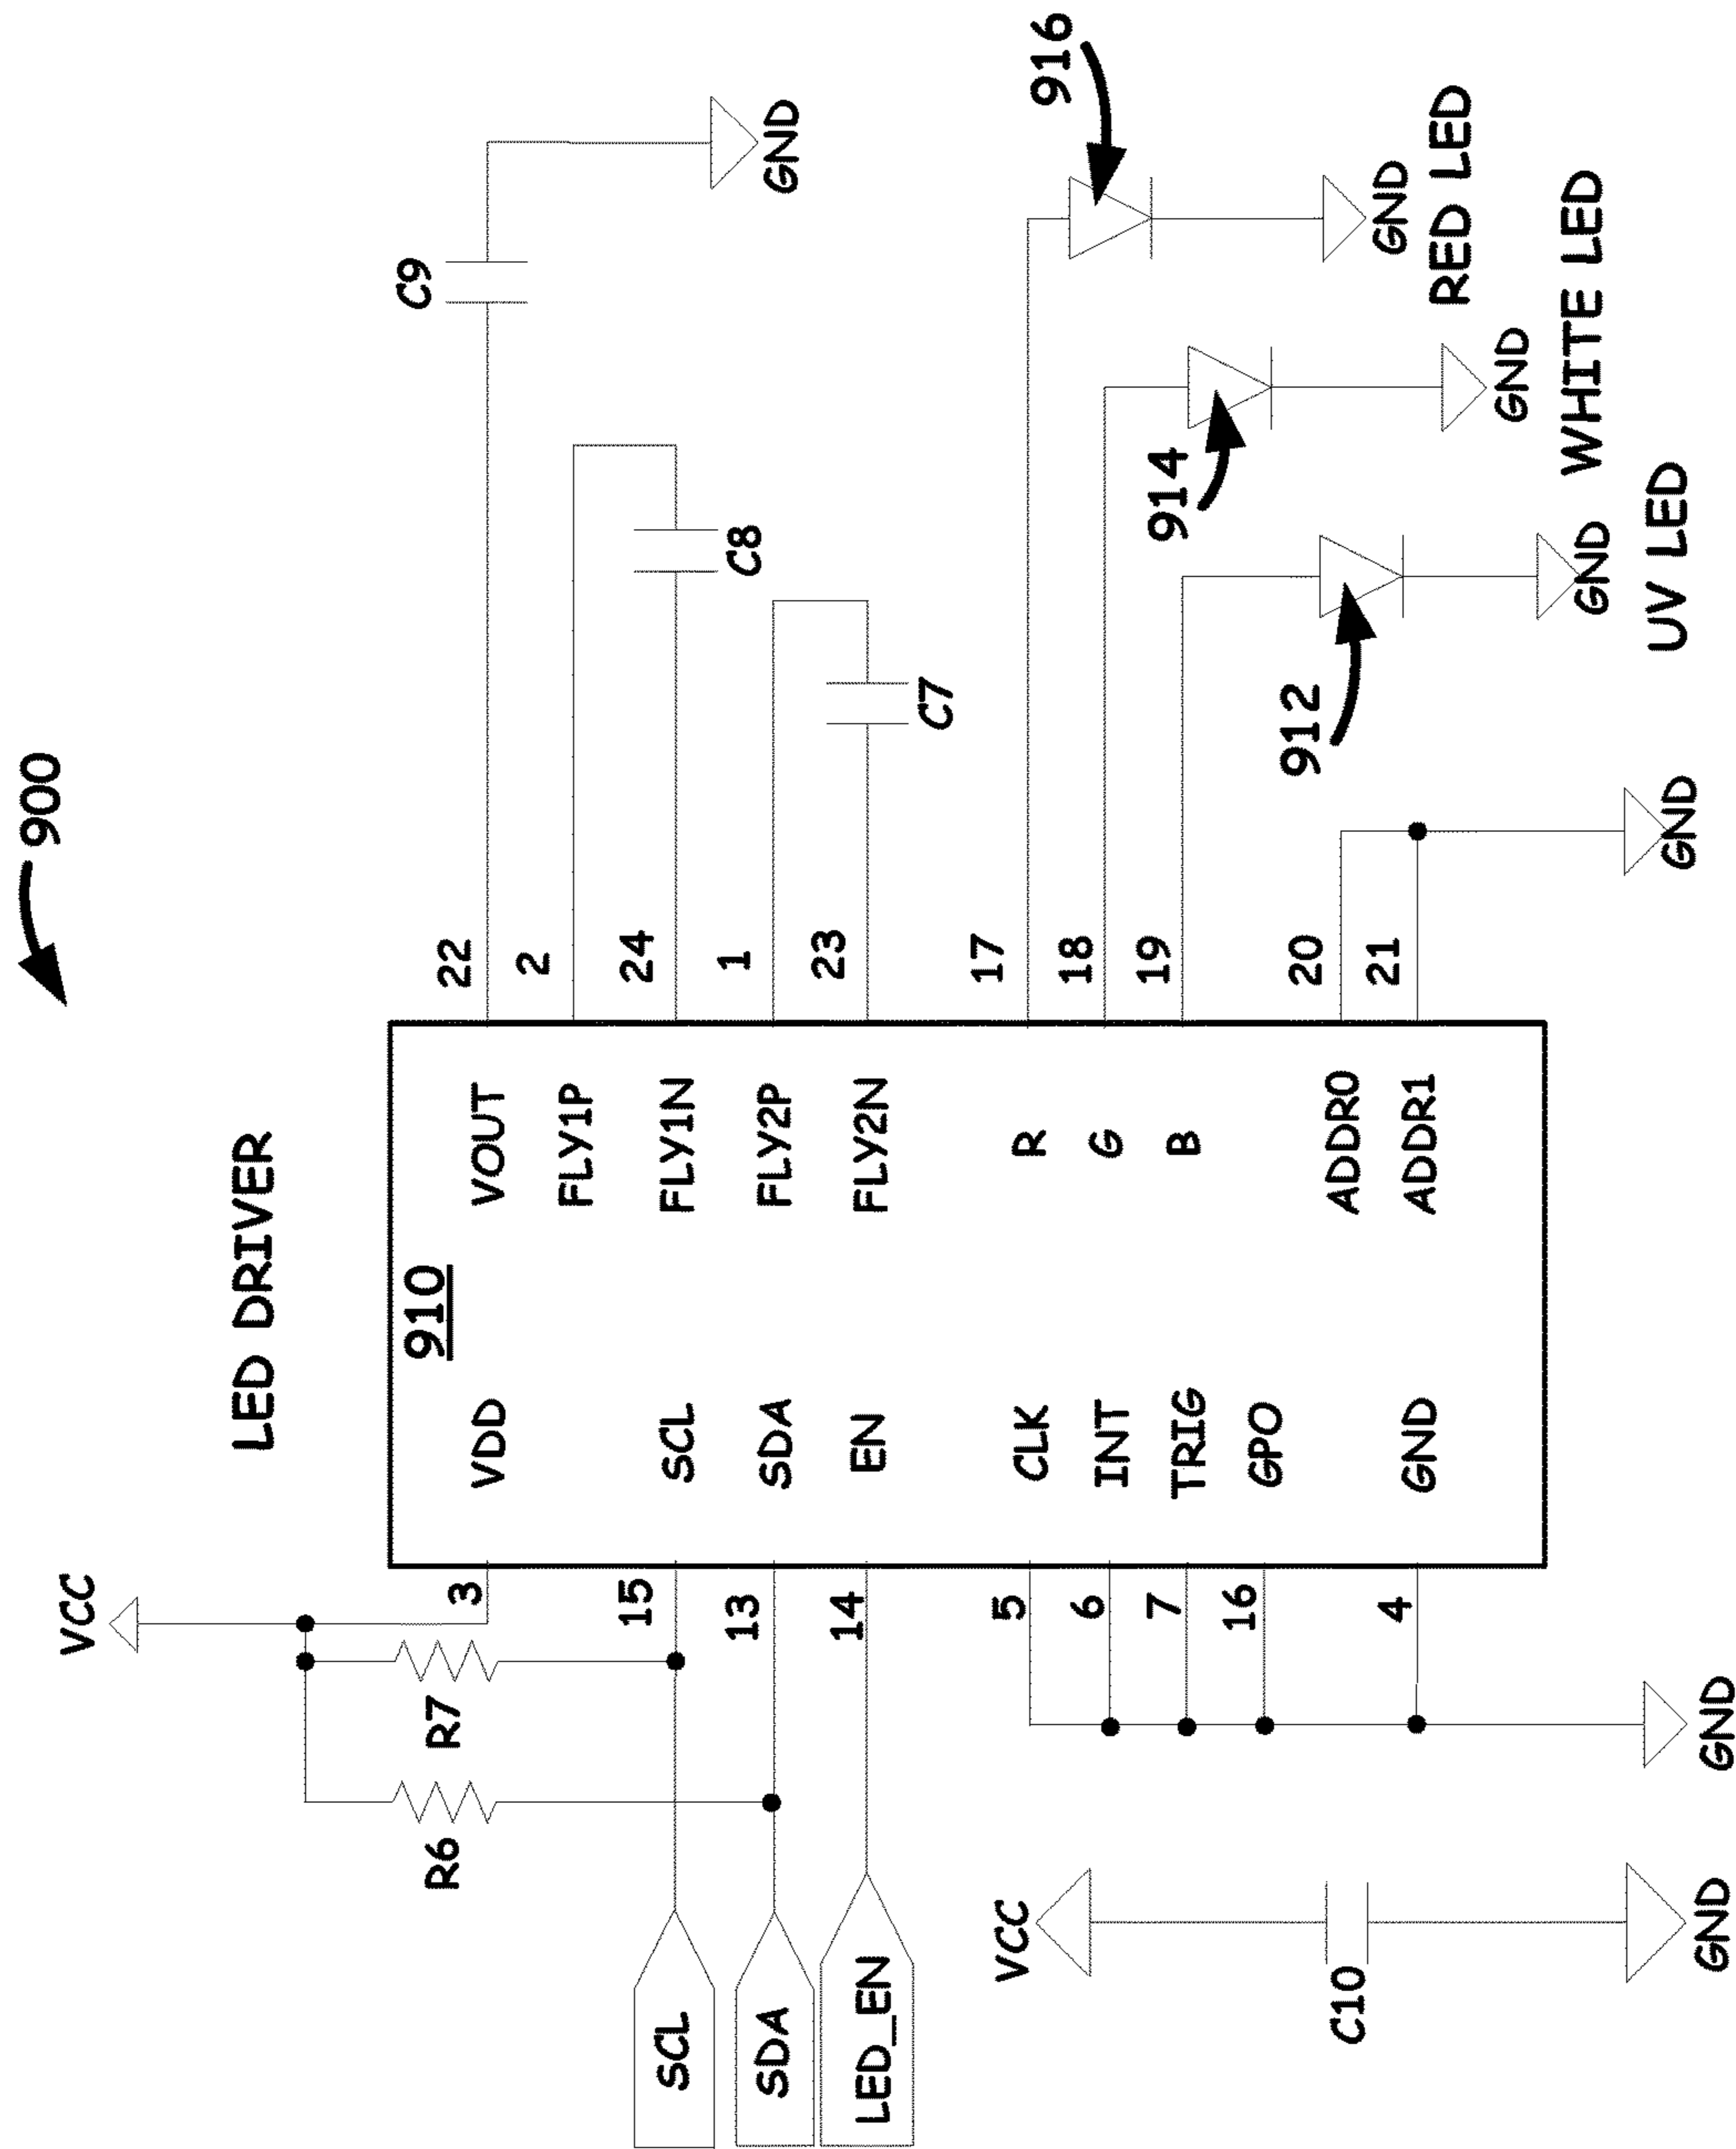 900
LED DRIVER
910
VCC
R6
R7
SCL
SDA
LED_EN
3
15
13
14
5
6
7
16
4
VDD
SCL
SDA
EN
CLK
INT
TRIG
GPO
GND
VOUT
FLY1P
FLY1N
FLY2P
FLY2N
R
G
B
ADDR0
ADDR1
22
2
24
1
23
17
18
19
20
21
C9
GND
C8
C7
916
914
912
GND
RED LED
GND
WHITE LED
GND
UV LED
GND
GND
VCC
C10
GND